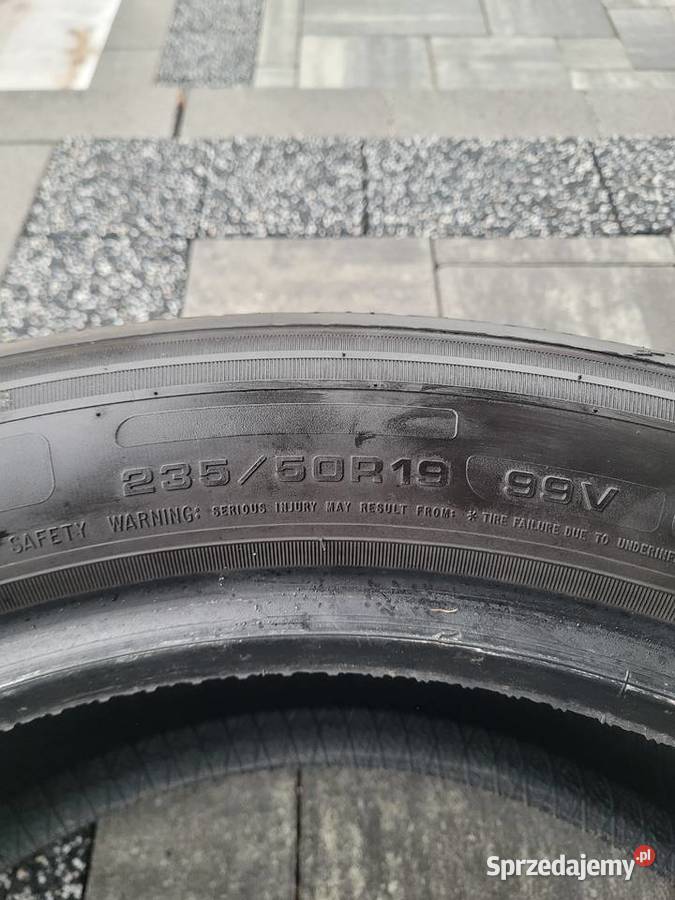 235/50R19 99V
SAFETY WARNING: SERIOUS INJURY MAY RESULT FROM: * TIRE FAILURE DUE TO
Sprzedajemy.pl